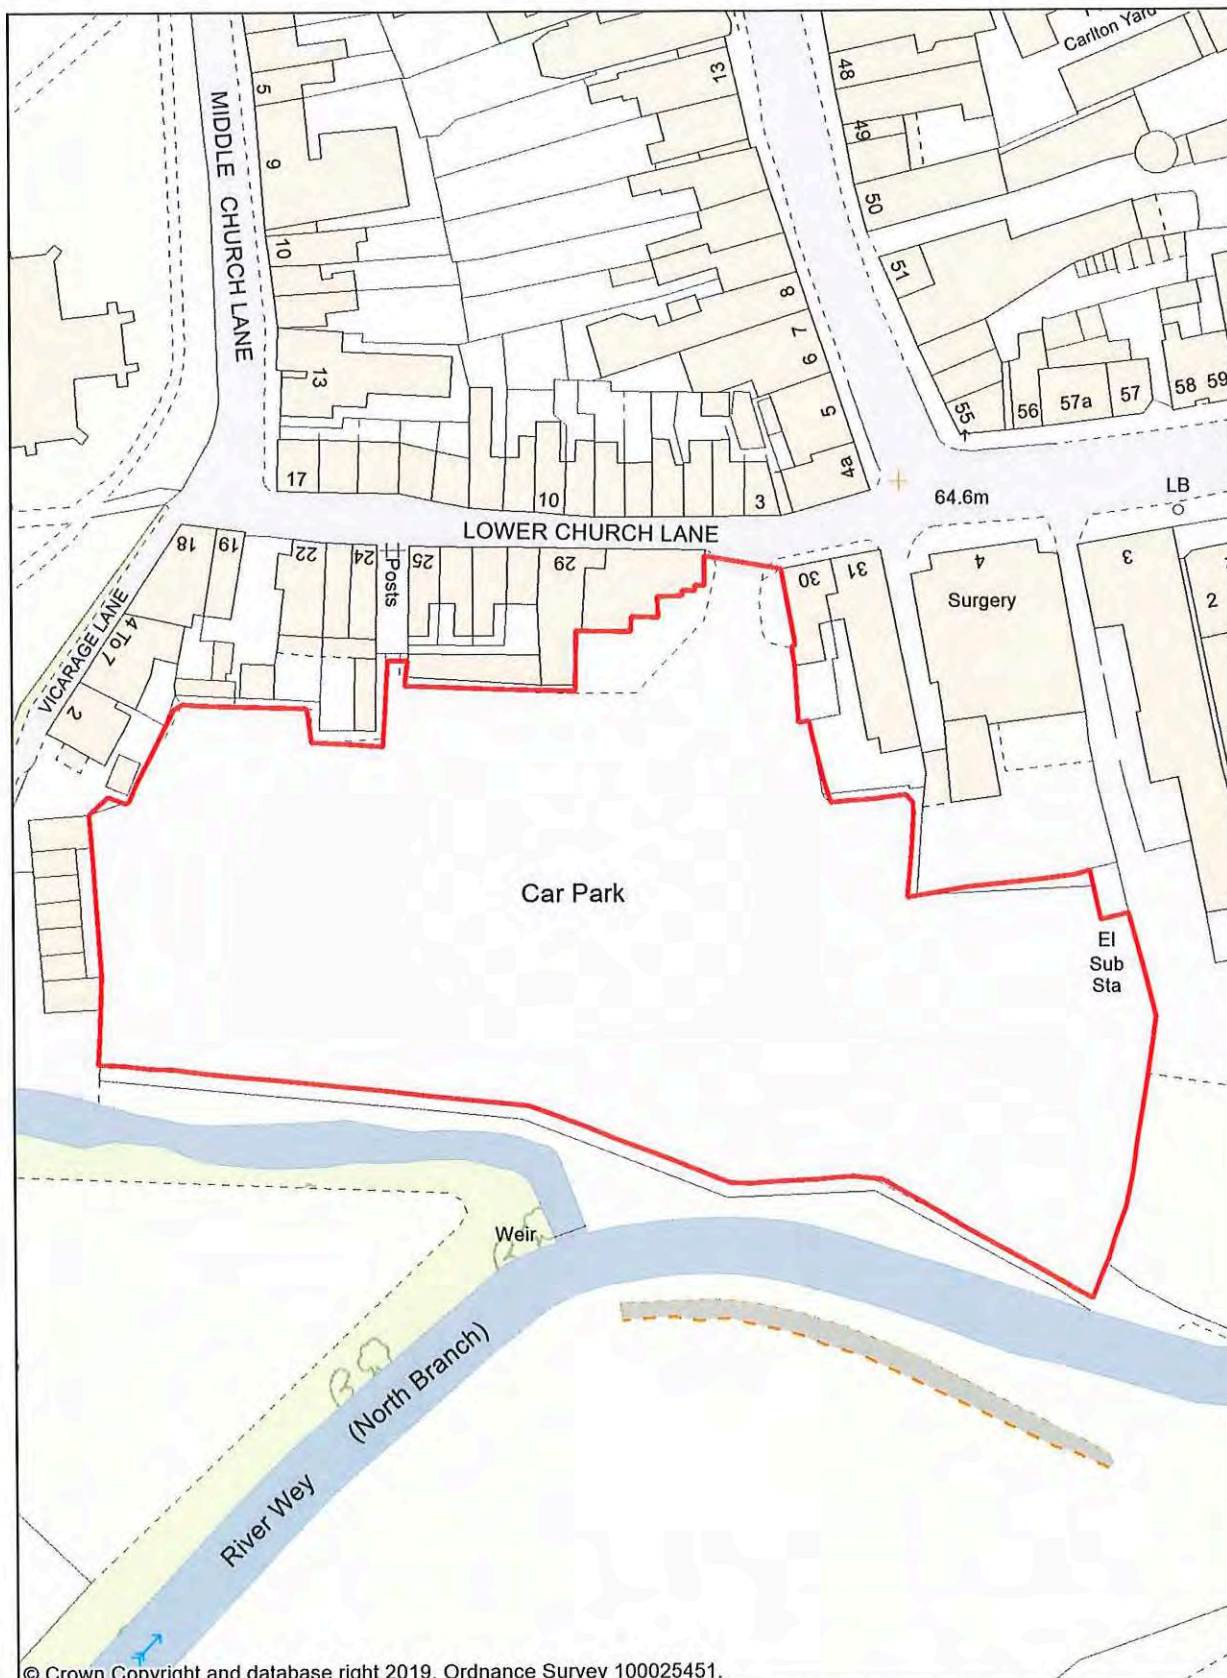 Carlton Yard
5
9
10
13
MIDDLE CHURCH LANE
13
48
49
50
51
8
7
6
5
4a
55
56
57a
57
58
59
64.6m
LB
17
10
3
LOWER CHURCH LANE
18
19
22
24
Posts
25
29
30
31
4
Surgery
3
2
VICARAGE LANE
4 To 7
2
Car Park
El
Sub
Sta
Weir
(North Branch)
River Wey
© Crown Copyright and database right 2019. Ordnance Survey 100025451.